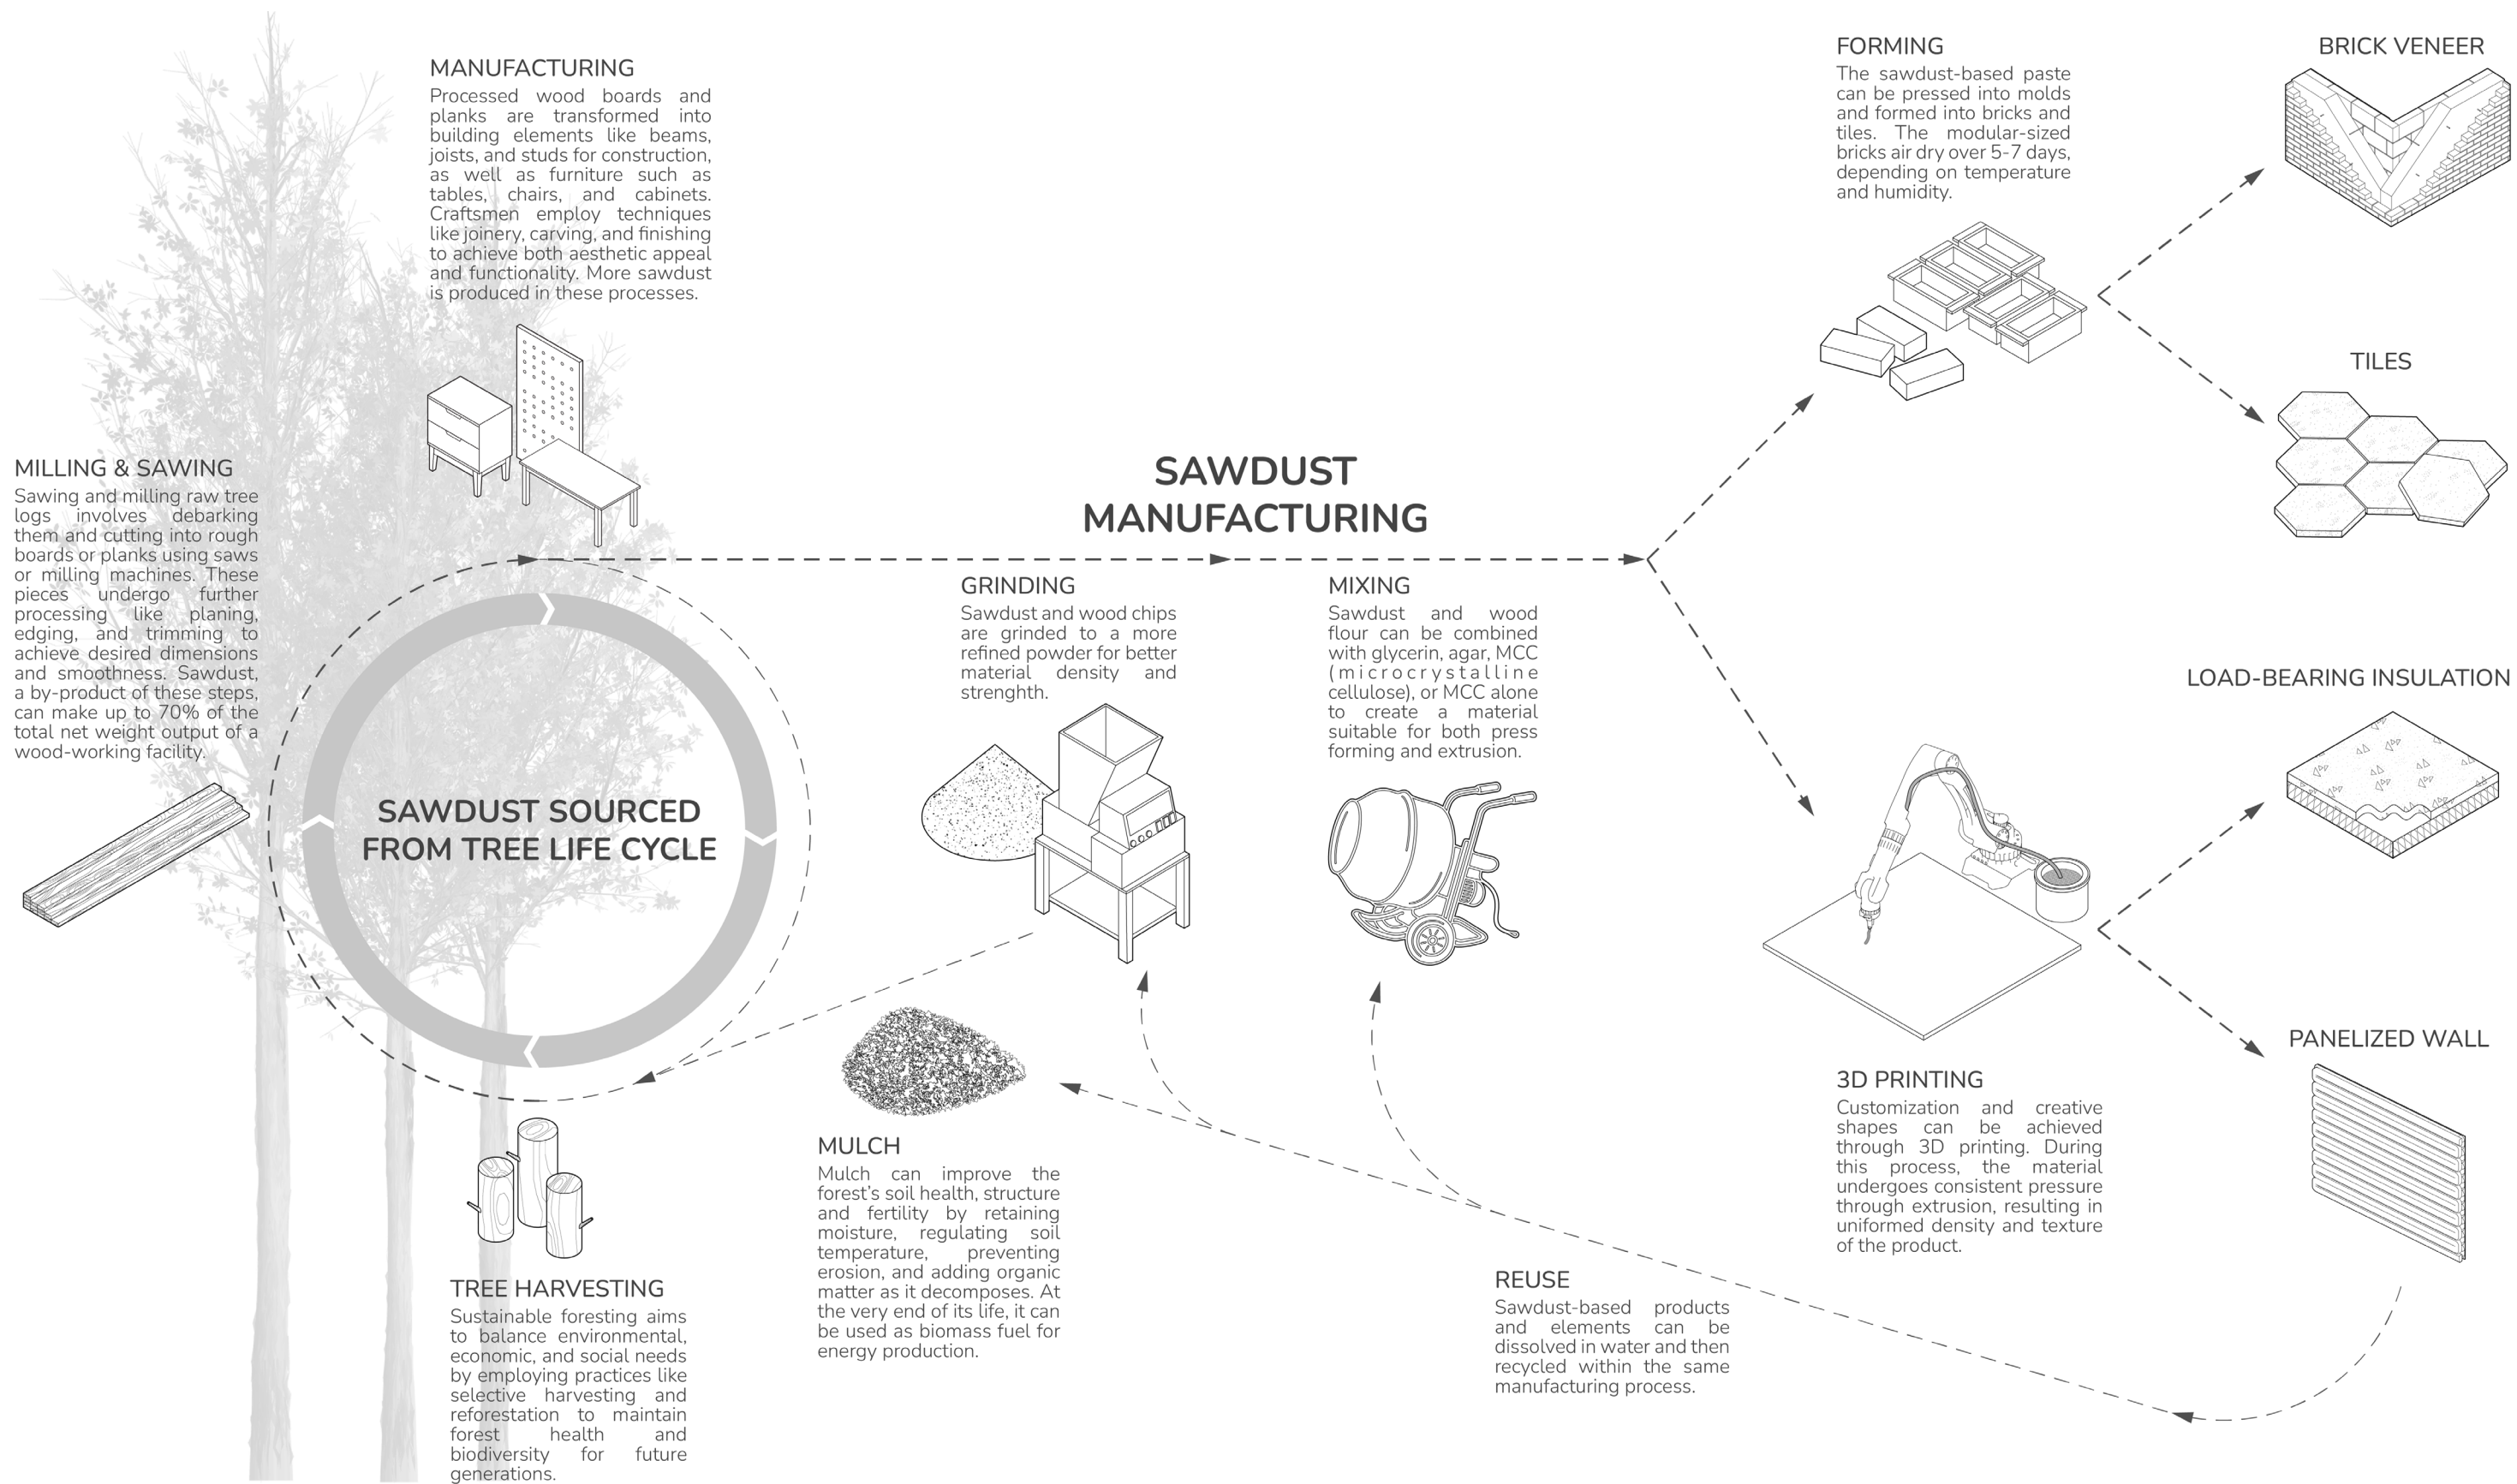 MANUFACTURING
Processed wood boards and
planks are transformed into
building elements like beams,
joists, and studs for construction,
as well as furniture such as
tables, chairs, and cabinets.
Craftsmen employ techniques
like joinery, carving, and finishing
to achieve both aesthetic appeal
and functionality. More sawdust
is produced in these processes.
MILLING & SAWING
Sawing and milling raw tree
logs involves debarking
them and cutting into rough
boards or planks using saws
or milling machines. These
pieces undergo further
processing like planing,
edging, and trimming to
achieve desired dimensions
and smoothness. Sawdust,
a by-product of these steps,
can make up to 70% of the
total net weight output of a
wood-working facility.
SAWDUST SOURCED
FROM TREE LIFE CYCLE
TREE HARVESTING
Sustainable foresting aims
to balance environmental,
economic, and social needs
by employing practices like
selective harvesting and
reforestation to maintain
forest health and
biodiversity for future
generations.
SAWDUST
MANUFACTURING
GRINDING
Sawdust and wood chips
are grinded to a more
refined powder for better
material density and
strenghth.
MIXING
Sawdust and wood
flour can be combined
with glycerin, agar, MCC
(microcrystalline
cellulose), or MCC alone
to create a material
suitable for both press
forming and extrusion.
MULCH
Mulch can improve the
forest's soil health, structure
and fertility by retaining
moisture, regulating soil
temperature, preventing
erosion, and adding organic
matter as it decomposes. At
the very end of its life, it can
be used as biomass fuel for
energy production.
REUSE
Sawdust-based products
and elements can be
dissolved in water and then
recycled within the same
manufacturing process.
FORMING
The sawdust-based paste
can be pressed into molds
and formed into bricks and
tiles. The modular-sized
bricks air dry over 5-7 days,
depending on temperature
and humidity.
3D PRINTING
Customization and creative
shapes can be achieved
through 3D printing. During
this process, the material
undergoes consistent pressure
through extrusion, resulting in
uniformed density and texture
of the product.
BRICK VENEER
TILES
LOAD-BEARING INSULATION
PANELIZED WALL